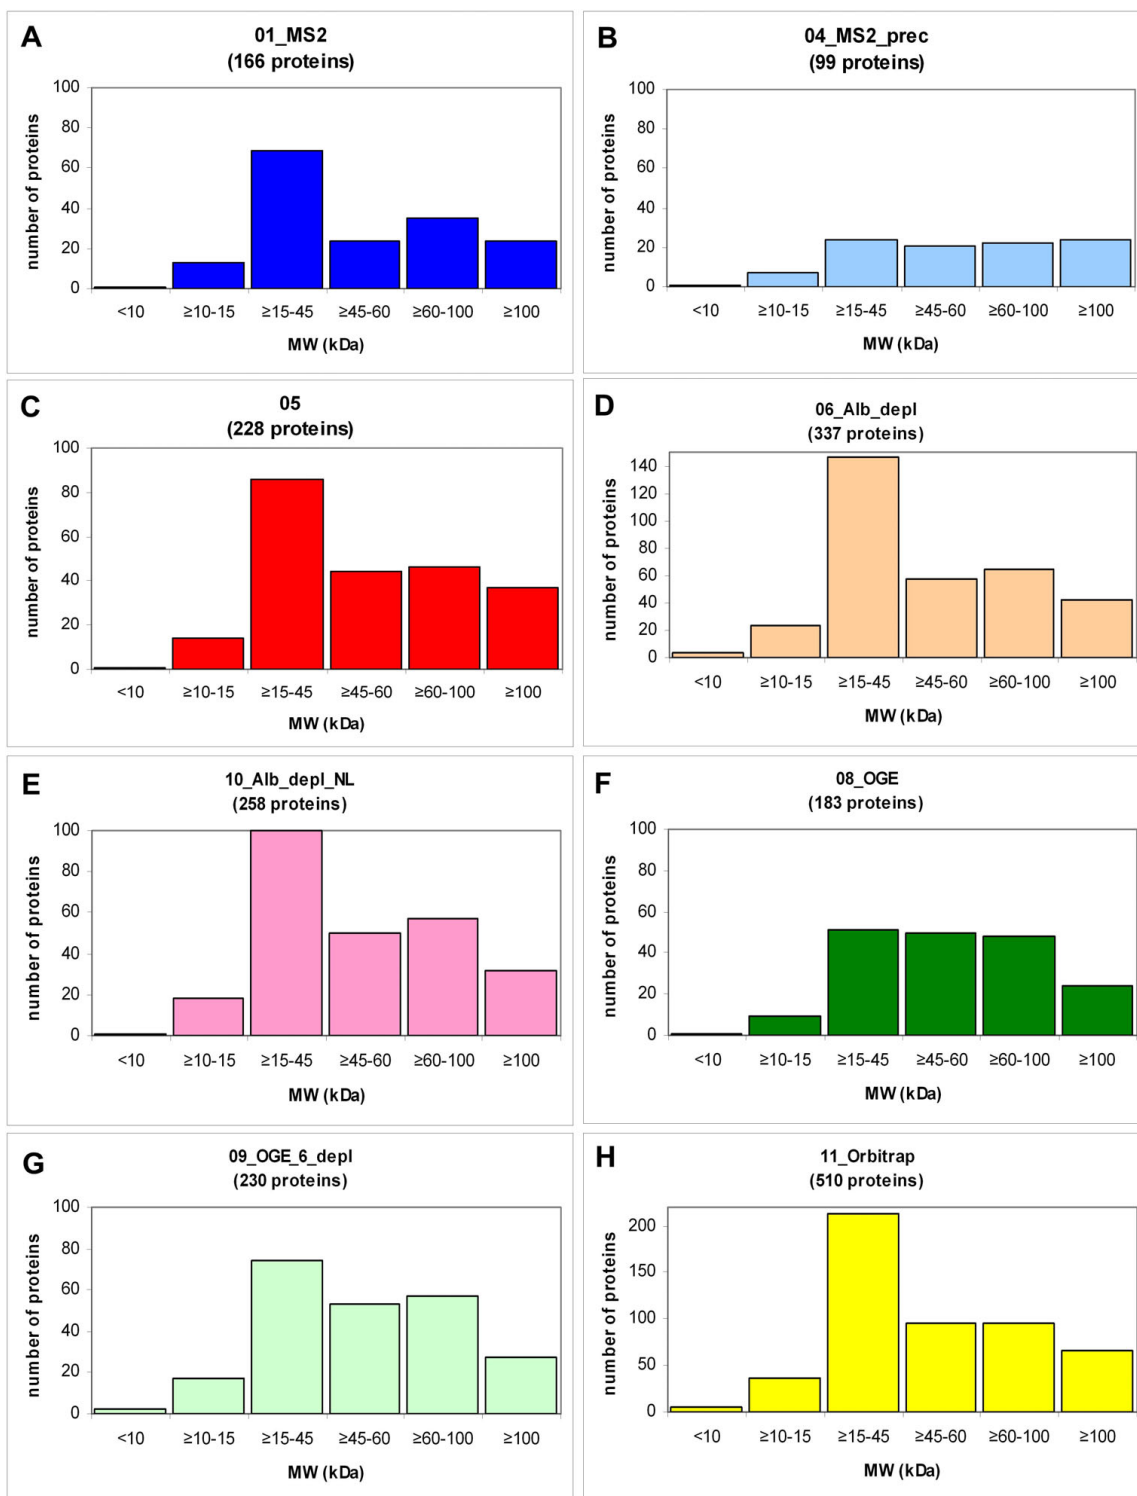 A
01_MS2
(166 proteins)
number of proteins
100
80
60
40
20
0
<10 ≥10-15 ≥15-45 ≥45-60 ≥60-100 ≥100
MW (kDa)
B
04_MS2_prec
(99 proteins)
number of proteins
100
80
60
40
20
0
<10 ≥10-15 ≥15-45 ≥45-60 ≥60-100 ≥100
MW (kDa)
C
05
(228 proteins)
number of proteins
100
80
60
40
20
0
<10 ≥10-15 ≥15-45 ≥45-60 ≥60-100 ≥100
MW (kDa)
D
06_Alb_depl
(337 proteins)
number of proteins
140
120
100
80
60
40
20
0
<10 ≥10-15 ≥15-45 ≥45-60 ≥60-100 ≥100
MW (kDa)
E
10_Alb_depl_NL
(258 proteins)
number of proteins
100
80
60
40
20
0
<10 ≥10-15 ≥15-45 ≥45-60 ≥60-100 ≥100
MW (kDa)
F
08_OGE
(183 proteins)
number of proteins
100
80
60
40
20
0
<10 ≥10-15 ≥15-45 ≥45-60 ≥60-100 ≥100
MW (kDa)
G
09_OGE_6_depl
(230 proteins)
number of proteins
100
80
60
40
20
0
<10 ≥10-15 ≥15-45 ≥45-60 ≥60-100 ≥100
MW (kDa)
H
11_Orbitrap
(510 proteins)
number of proteins
200
150
100
50
0
<10 ≥10-15 ≥15-45 ≥45-60 ≥60-100 ≥100
MW (kDa)